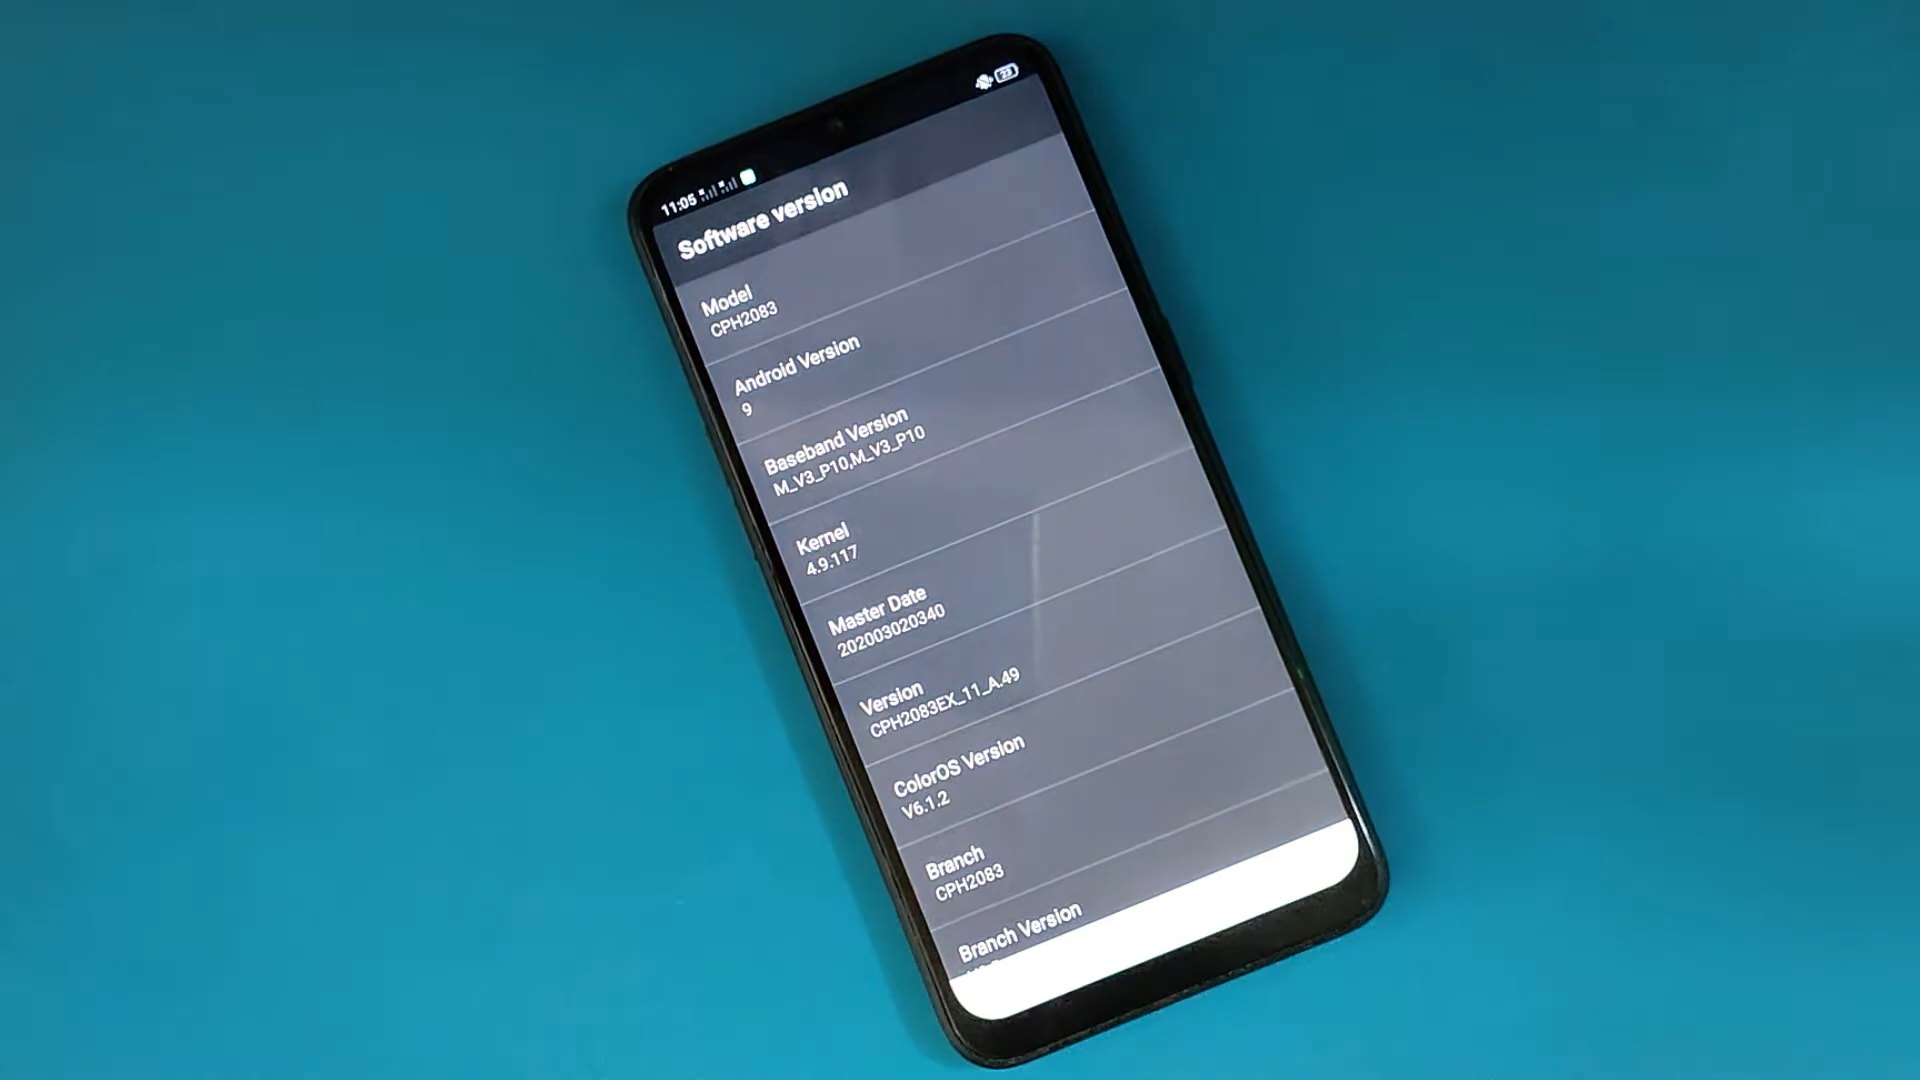 11:05
23
Software version
Model
CPH2083
Android Version
9
Baseband Version
M_V3_P10,M_V3_P10
Kernel
4.9.117
Master Date
202003020340
Version
CPH2083EX_11_A.49
ColorOS Version
V6.1.2
Branch
CPH2083
Branch Version